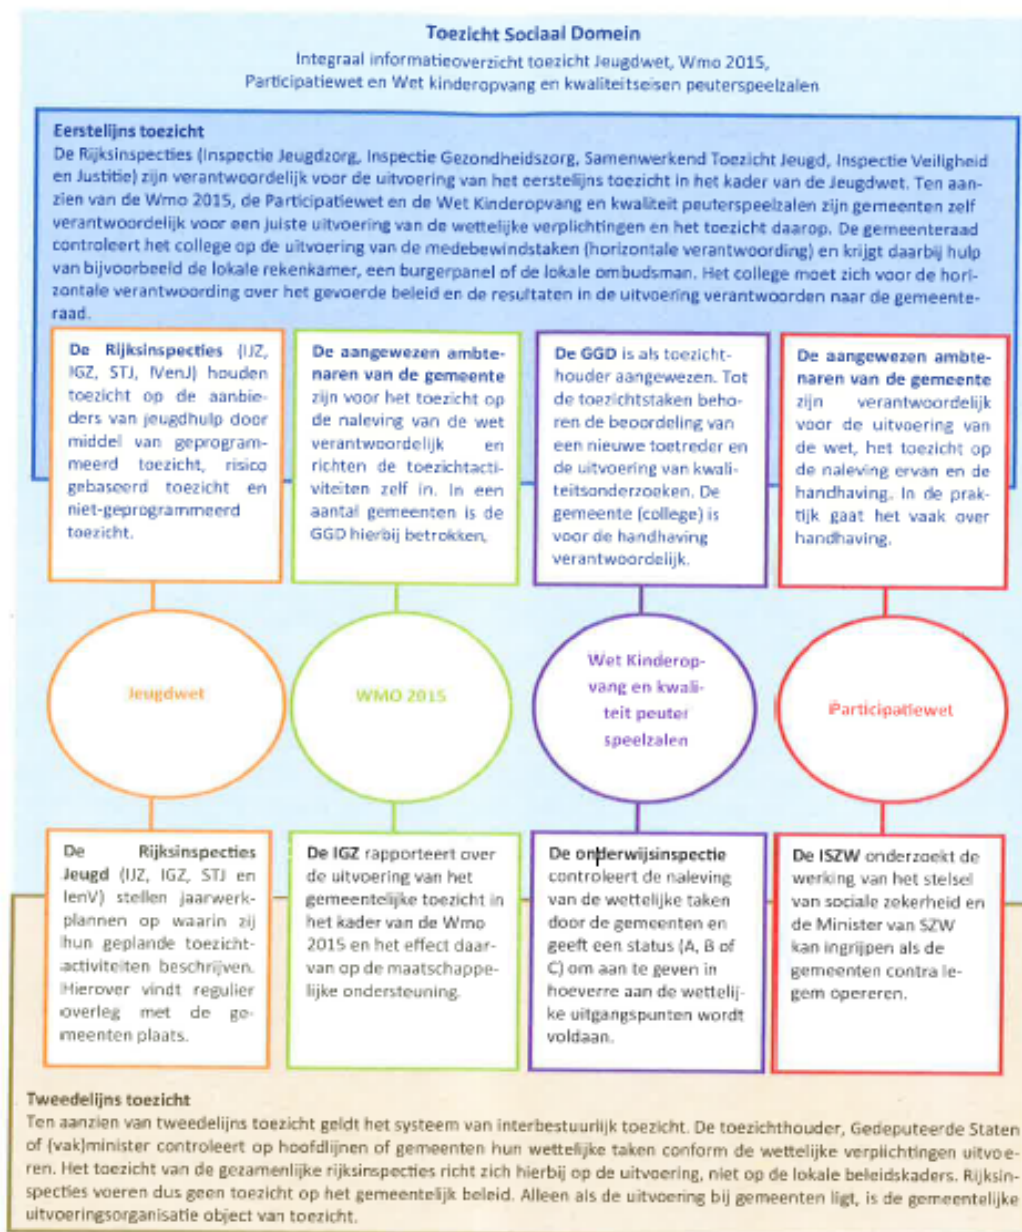 Toezicht Sociaal Domein
Integraal informatieoverzicht toezicht Jeugdwet, Wmo 2015,
Participatiewet en Wet kinderopvang en kwaliteitseisen peuterspeelzalen
Eerstelijns toezicht
De Rijksinspecties (Inspectie Jeugdzorg, Inspectie Gezondheidszorg, Samenwerkend Toezicht Jeugd, Inspectie Veiligheid
en Justitie) zijn verantwoordelijk voor de uitvoering van het eerstelijns toezicht in het kader van de Jeugdwet. Ten aan-
zien van de Wmo 2015, de Participatiewet en de Wet Kinderopvang en kwaliteit peuterspeelzalen zijn gemeenten zelf
verantwoordelijk voor een juiste uitvoering van de wettelijke verplichtingen en het toezicht daarop. De gemeenteraad
controleert het college op de uitvoering van de medebewindstaken (horizontale verantwoording) en krijgt daarbij hulp
van bijvoorbeeld de lokale rekenkamer, een burgerpanel of de lokale ombudsman. Het college moet zich voor de hori-
zontale verantwoording over het gevoerde beleid en de resultaten in de uitvoering verantwoorden naar de gemeente-
raad.
De Rijksinspecties (IJZ,
IGZ, STJ, IVenJ) houden
toezicht op de aanbie-
ders van jeugdhulp door
middel van geprogram-
meerd toezicht, risico
gebaseerd toezicht en
niet-geprogrammeerd
toezicht.
De aangewezen ambte-
naren van de gemeente
zijn voor het toezicht op
de naleving van de wet
verantwoordelijk en
richten de toezichtacti-
viteiten zelf in. In een
aantal gemeenten is de
GGD hierbij betrokken.
De GGD is als toezicht-
houder aangewezen. Tot
de toezichtstaken beho-
ren de beoordeling van
een nieuwe toetreder en
de uitvoering van kwali-
teitsonderzoeken. De
gemeente (college) is
voor de handhaving
verantwoordelijk.
De aangewezen ambte-
naren van de gemeente
zijn verantwoordelijk
voor de uitvoering van
de wet, het toezicht op
de naleving ervan en de
handhaving. In de prak-
tijk gaat het vaak over
handhaving.
Jeugdwet
WMO 2015
Wet Kinderop-
vang en kwali-
teit peuter
speelzalen
Participatiewet
De Rijksinspecties
Jeugd (IJZ, IGZ, STJ en
IenV) stellen jaarwerk-
plannen op waarin zij
hun geplande toezicht-
activiteiten beschrijven.
Hierover vindt regulier
overleg met de ge-
meenten plaats.
De IGZ rapporteert over
de uitvoering van het
gemeentelijke toezicht in
het kader van de Wmo
2015 en het effect daar-
van op de maatschappe-
lijke ondersteuning.
De onderwijsinspectie
controleert de naleving
van de wettelijke taken
door de gemeenten en
geeft een status (A, B of
C) om aan te geven in
hoeverre aan de wettelij-
ke uitgangspunten wordt
voldaan.
De ISZW onderzoekt de
werking van het stelsel
van sociale zekerheid en
de Minister van SZW
kan ingrijpen als de
gemeenten contra le-
gem opereren.
Tweedelijns toezicht
Ten aanzien van tweedelijns toezicht geldt het systeem van interbestuurlijk toezicht. De toezichthouder, Gedeputeerde Staten
of (vak)minister controleert op hoofdlijnen of gemeenten hun wettelijke taken conform de wettelijke verplichtingen uitvoe-
ren. Het toezicht van de gezamenlijke rijksinspecties richt zich hierbij op de uitvoering, niet op de lokale beleidskaders. Rijksin-
specties voeren dus geen toezicht op het gemeentelijk beleid. Alleen als de uitvoering bij gemeenten ligt, is de gemeentelijke
uitvoeringsorganisatie object van toezicht.